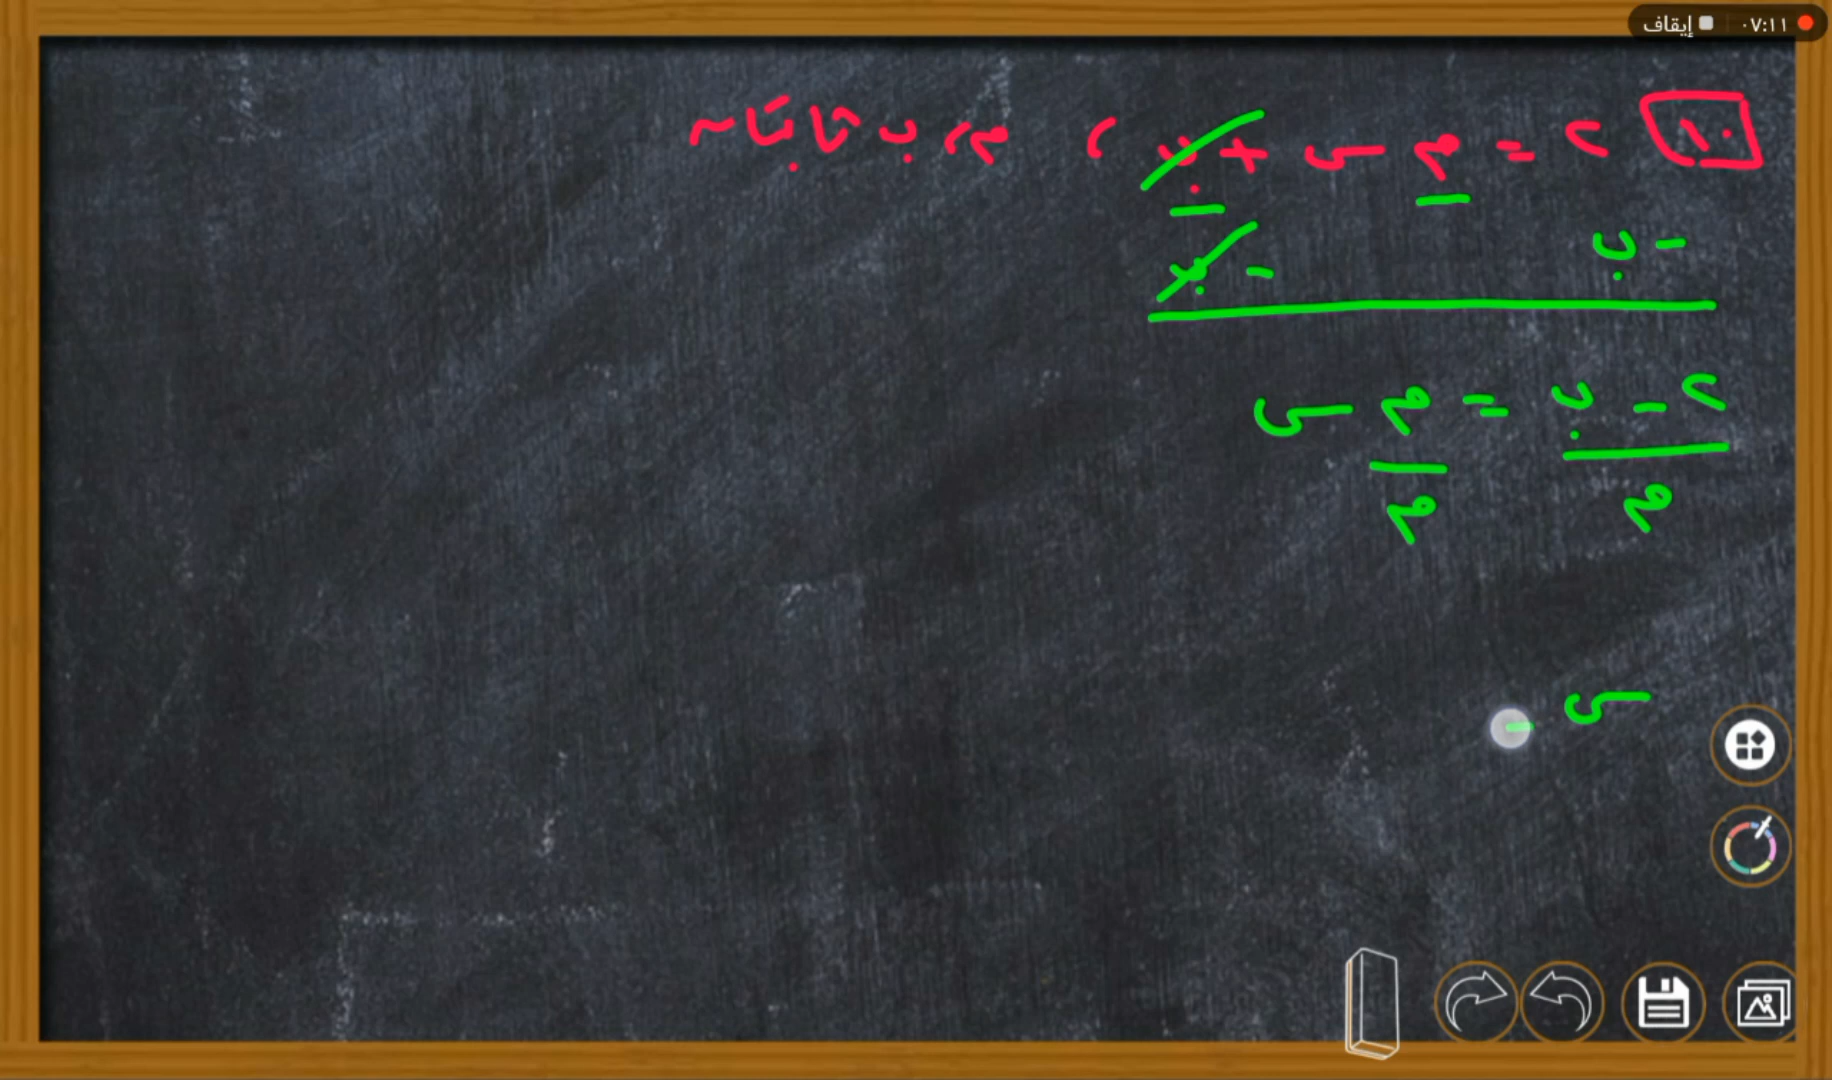 ٠٧:١١ إيقاف
١٠ ص = م س + ب ، م ، ب ثابتان
- ب - ب
ص - ب = م س
م م
س =